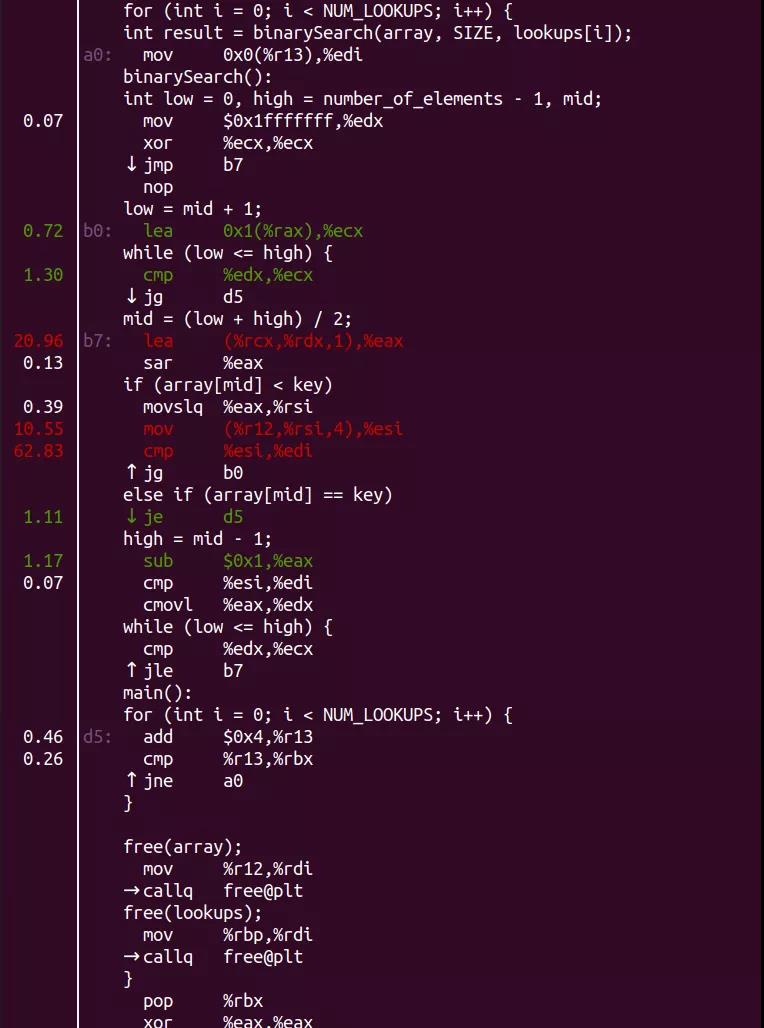 for (int i = 0; i < NUM_LOOKUPS; i++) {
int result = binarySearch(array, SIZE, lookups[i]);
a0: mov 0x0(%r13),%edi
binarySearch():
int low = 0, high = number_of_elements - 1, mid;
0.07 mov $0x1fffffff,%edx
xor %ecx,%ecx
↓ jmp b7
nop
low = mid + 1;
0.72 b0: lea 0x1(%rax),%ecx
while (low <= high) {
1.30 cmp %edx,%ecx
↓ jg d5
mid = (low + high) / 2;
20.96 b7: lea (%rcx,%rdx,1),%eax
0.13 sar %eax
if (array[mid] < key)
0.39 movslq %eax,%rsi
10.55 mov (%r12,%rsi,4),%esi
62.83 cmp %esi,%edi
↑ jg b0
else if (array[mid] == key)
1.11 ↓ je d5
high = mid - 1;
1.17 sub $0x1,%eax
0.07 cmp %esi,%edi
cmovl %eax,%edx
while (low <= high) {
cmp %edx,%ecx
↑ jle b7
main():
for (int i = 0; i < NUM_LOOKUPS; i++) {
0.46 d5: add $0x4,%r13
0.26 cmp %r13,%rbx
↑ jne a0
}
free(array);
mov %r12,%rdi
→ callq free@plt
free(lookups);
mov %rbp,%rdi
→ callq free@plt
}
pop %rbx
xor %eax,%eax